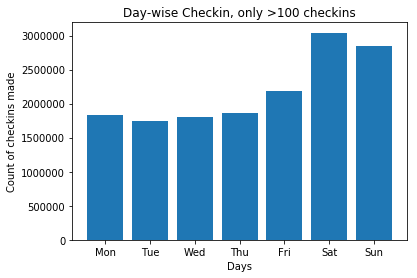 Day-wise Checkin, only >100 checkins
Count of checkins made
3000000
2500000
2000000
1500000
1000000
500000
0
Mon Tue Wed Thu Fri Sat Sun
Days